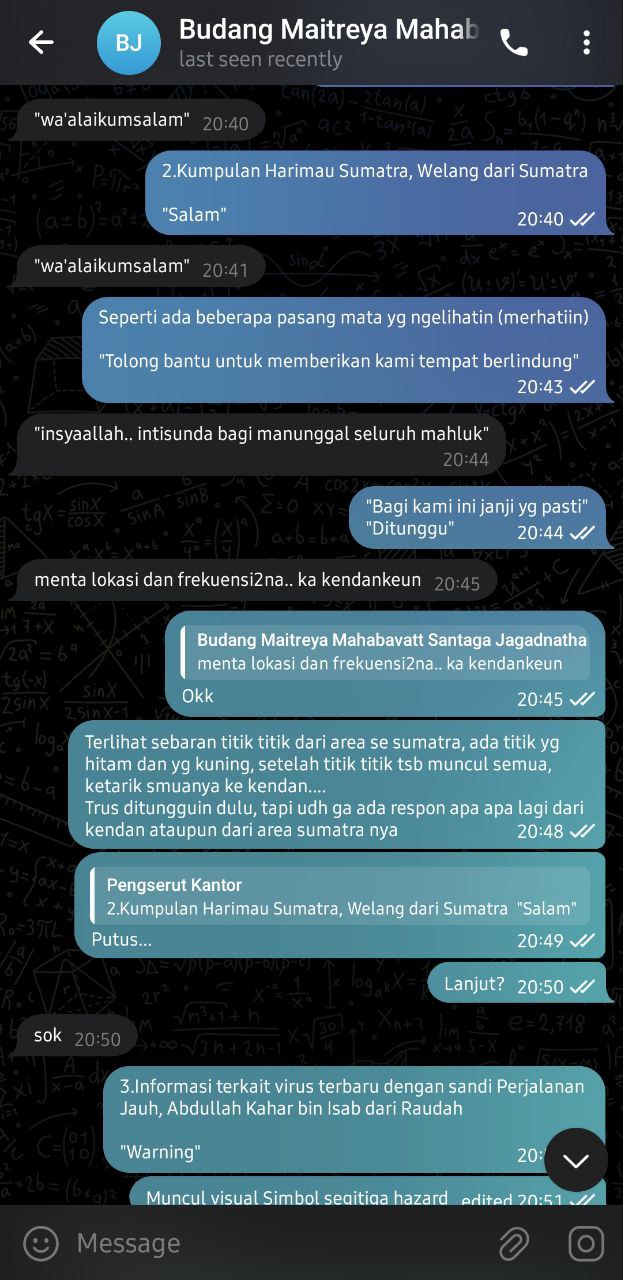 BJ
Budang Maitreya Mahab
last seen recently
"wa'alaikumsalam" 20:40
2.Kumpulan Harimau Sumatra, Welang dari Sumatra
"Salam" 20:40
"wa'alaikumsalam" 20:41
Seperti ada beberapa pasang mata yg ngelihatin (merhatiin)
"Tolong bantu untuk memberikan kami tempat berlindung"
20:43
"insyaallah.. intisunda bagi manunggal seluruh mahluk"
20:44
"Bagi kami ini janji yg pasti"
"Ditunggu" 20:44
menta lokasi dan frekuensi2na.. ka kendankeun 20:45
Budang Maitreya Mahabavatt Santaga Jagadnatha
menta lokasi dan frekuensi2na.. ka kendankeun
Okk 20:45
Terlihat sebaran titik titik dari area se sumatra, ada titik yg
hitam dan yg kuning, setelah titik titik tsb muncul semua,
ketarik smuanya ke kendan....
Trus ditungguin dulu, tapi udh ga ada respon apa apa lagi dari
kendan ataupun dari area sumatra nya 20:48
Pengserut Kantor
2.Kumpulan Harimau Sumatra, Welang dari Sumatra "Salam"
Putus... 20:49
Lanjut? 20:50
sok 20:50
3.Informasi terkait virus terbaru dengan sandi Perjalanan
Jauh, Abdullah Kahar bin Isab dari Raudah
"Warning" 20:
Muncul visual Simbol segitiga hazard edited 20:51
Message